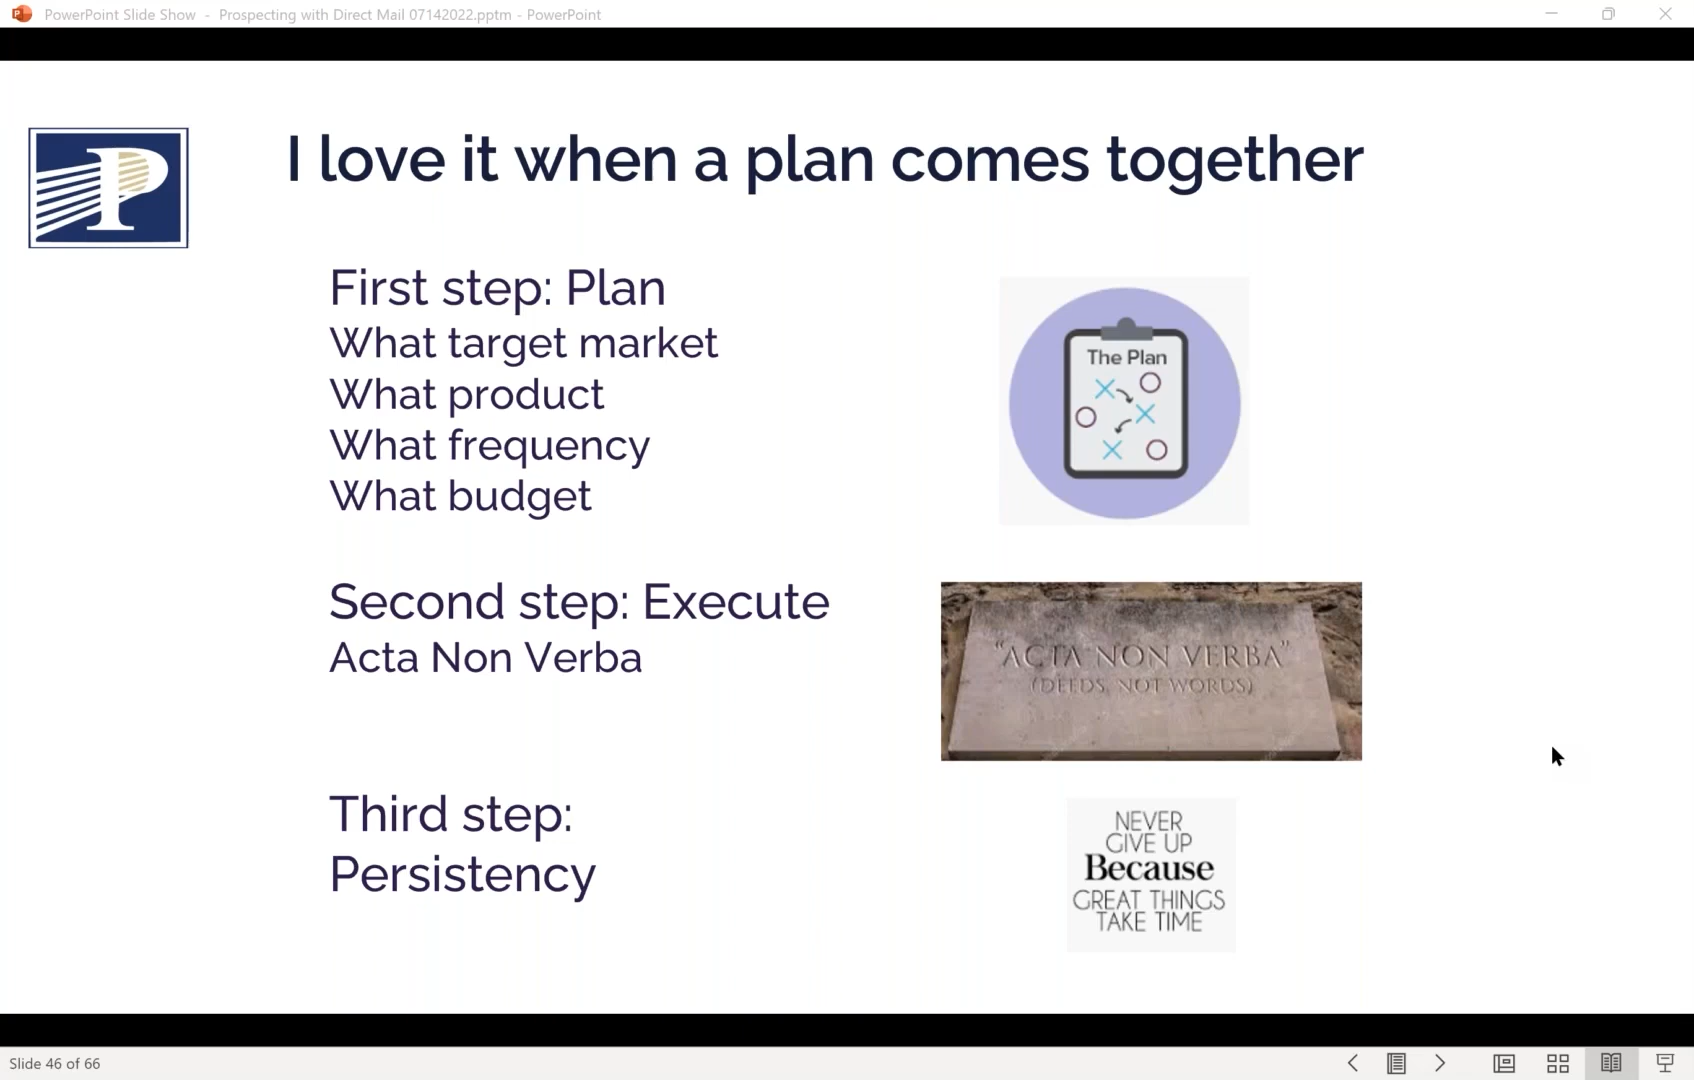 PowerPoint Slide Show - Prospecting with Direct Mail 07142022.pptm - PowerPoint
P
I love it when a plan comes together
First step: Plan
What target market
What product
What frequency
What budget
The Plan
Second step: Execute
Acta Non Verba
"ACTA NON VERBA"
(DEEDS, NOT WORDS)
Third step:
Persistency
NEVER
GIVE UP
Because
GREAT THINGS
TAKE TIME
Slide 46 of 66